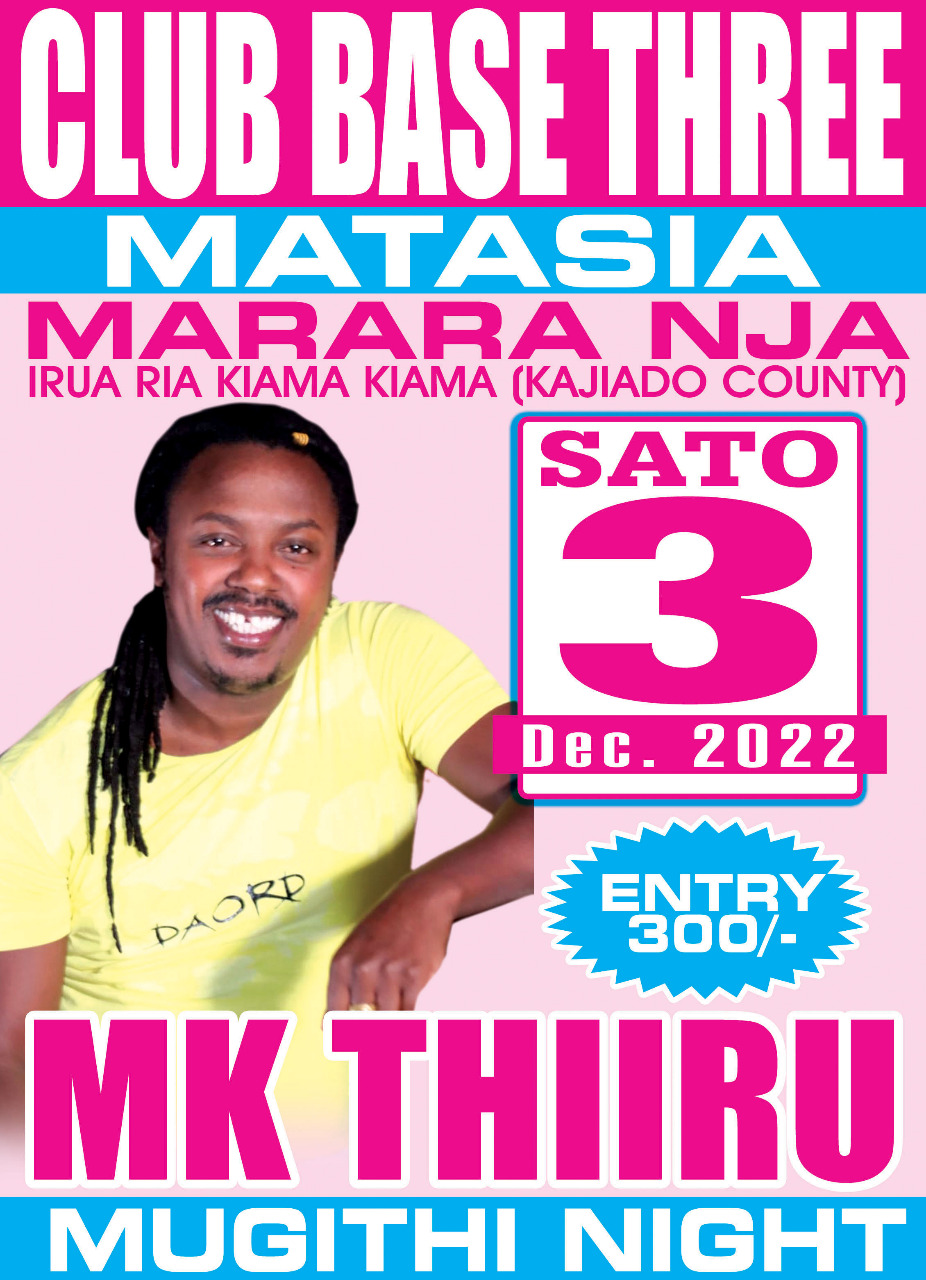 CLUB BASE THREE
MATASIA
MARARA NJA
IRUA RIA KIAMA KIAMA (KAJIADO COUNTY)
SATO
3
Dec. 2022
DAORP
ENTRY
300/-
MK THIIRU
MUGITHI NIGHT